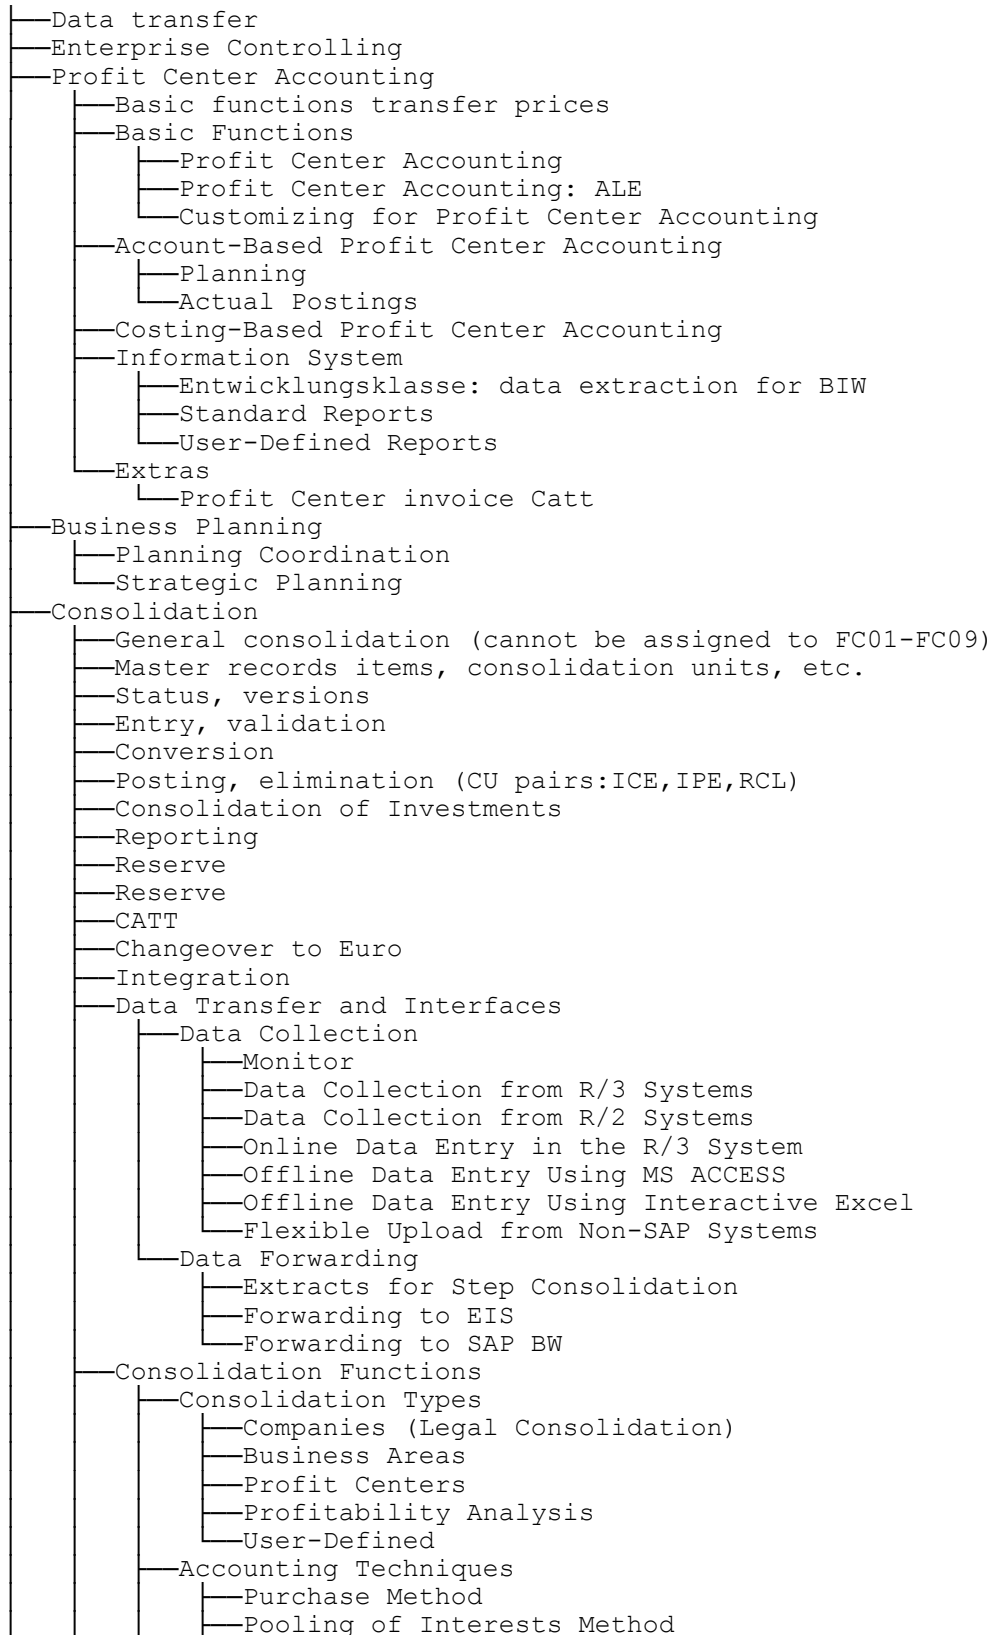 Data transfer
Enterprise Controlling
Profit Center Accounting
Basic functions transfer prices
Basic Functions
Profit Center Accounting
Profit Center Accounting: ALE
Customizing for Profit Center Accounting
Account-Based Profit Center Accounting
Planning
Actual Postings
Costing-Based Profit Center Accounting
Information System
Entwicklungsklasse: data extraction for BIW
Standard Reports
User-Defined Reports
Extras
Profit Center invoice Catt
Business Planning
Planning Coordination
Strategic Planning
Consolidation
General consolidation (cannot be assigned to FC01-FC09)
Master records items, consolidation units, etc.
Status, versions
Entry, validation
Conversion
Posting, elimination (CU pairs:ICE,IPE,RCL)
Consolidation of Investments
Reporting
Reserve
Reserve
CATT
Changeover to Euro
Integration
Data Transfer and Interfaces
Data Collection
Monitor
Data Collection from R/3 Systems
Data Collection from R/2 Systems
Online Data Entry in the R/3 System
Offline Data Entry Using MS ACCESS
Offline Data Entry Using Interactive Excel
Flexible Upload from Non-SAP Systems
Data Forwarding
Extracts for Step Consolidation
Forwarding to EIS
Forwarding to SAP BW
Consolidation Functions
Consolidation Types
Companies (Legal Consolidation)
Business Areas
Profit Centers
Profitability Analysis
User-Defined
Accounting Techniques
Purchase Method
Pooling of Interests Method